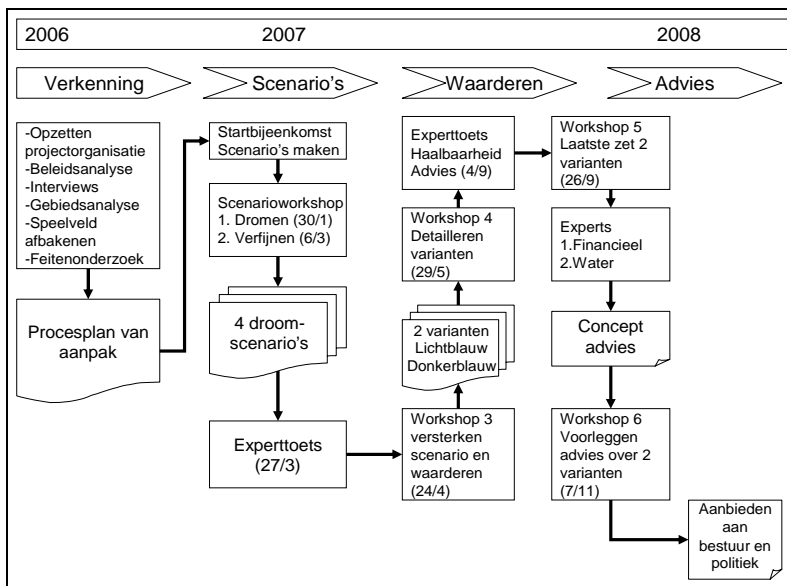 2006 2007 2008
Verkenning Scenario's Waarderen Advies
-Opzetten
projectorganisatie
-Beleidsanalyse
-Interviews
-Gebiedsanalyse
-Speelveld
afbakenen
-Feitenonderzoek
Procesplan van
aanpak
Startbijeenkomst
Scenario's maken
Scenarioworkshop
1. Dromen (30/1)
2. Verfijnen (6/3)
4 droom-
scenario's
Experttoets
(27/3)
Experttoets
Haalbaarheid
Advies (4/9)
Workshop 4
Detailleren
varianten
(29/5)
2 varianten
Lichtblauw
Donkerblauw
Workshop 3
versterken
scenario en
waarderen
(24/4)
Workshop 5
Laatste zet 2
varianten
(26/9)
Experts
1.Financieel
2.Water
Concept
advies
Workshop 6
Voorleggen
advies over 2
varianten
(7/11)
Aanbieden
aan
bestuur en
politiek